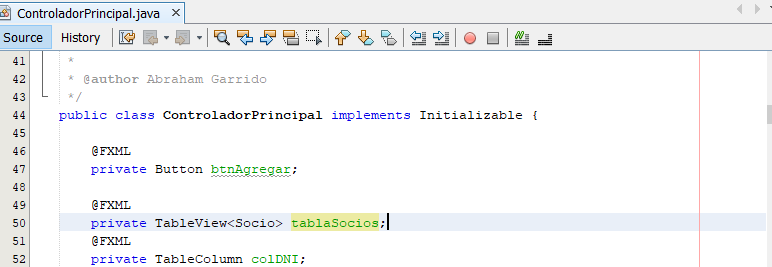 ControladorPrincipal.java
Source History
41 *
42 * @author Abraham Garrido
43 */
44 public class ControladorPrincipal implements Initializable {
45
46 @FXML
47 private Button btnAgregar;
48
49 @FXML
50 private TableView<Socio> tablaSocios;
51 @FXML
52 private TableColumn colDNI;